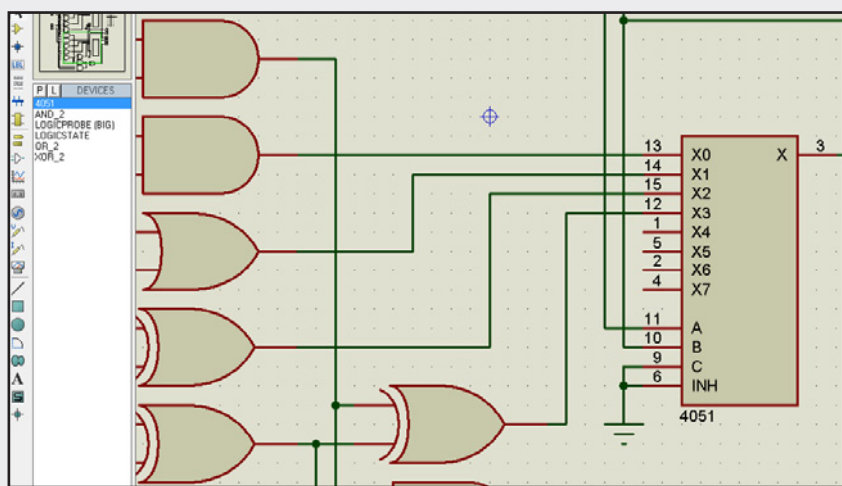 LBL
P L DEVICES
4051
AND_2
LOGICPROBE (BIG)
LOGICSTATE
OR_2
XOR_2
A
S
13 X0 X 3
14 X1
15 X2
12 X3
1 X4
5 X5
2 X6
4 X7
11 A
10 B
9 C
6 INH
4051